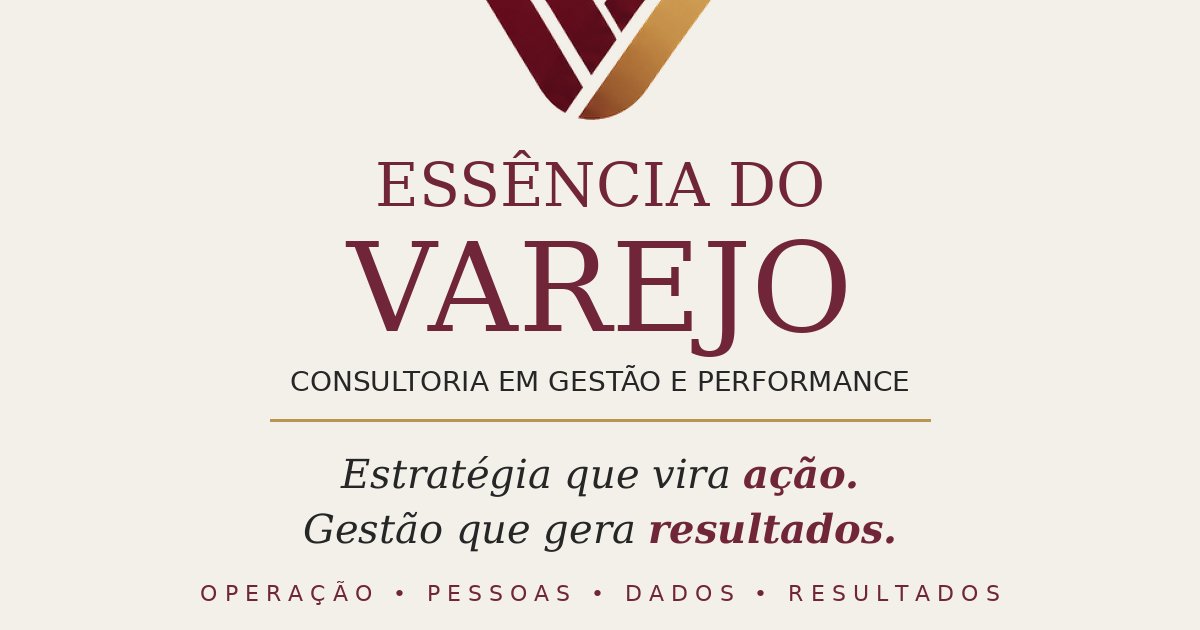 ESSÊNCIA DO
VAREJO
CONSULTORIA EM GESTÃO E PERFORMANCE
Estratégia que vira ação.
Gestão que gera resultados.
OPERAÇÃO • PESSOAS • DADOS • RESULTADOS